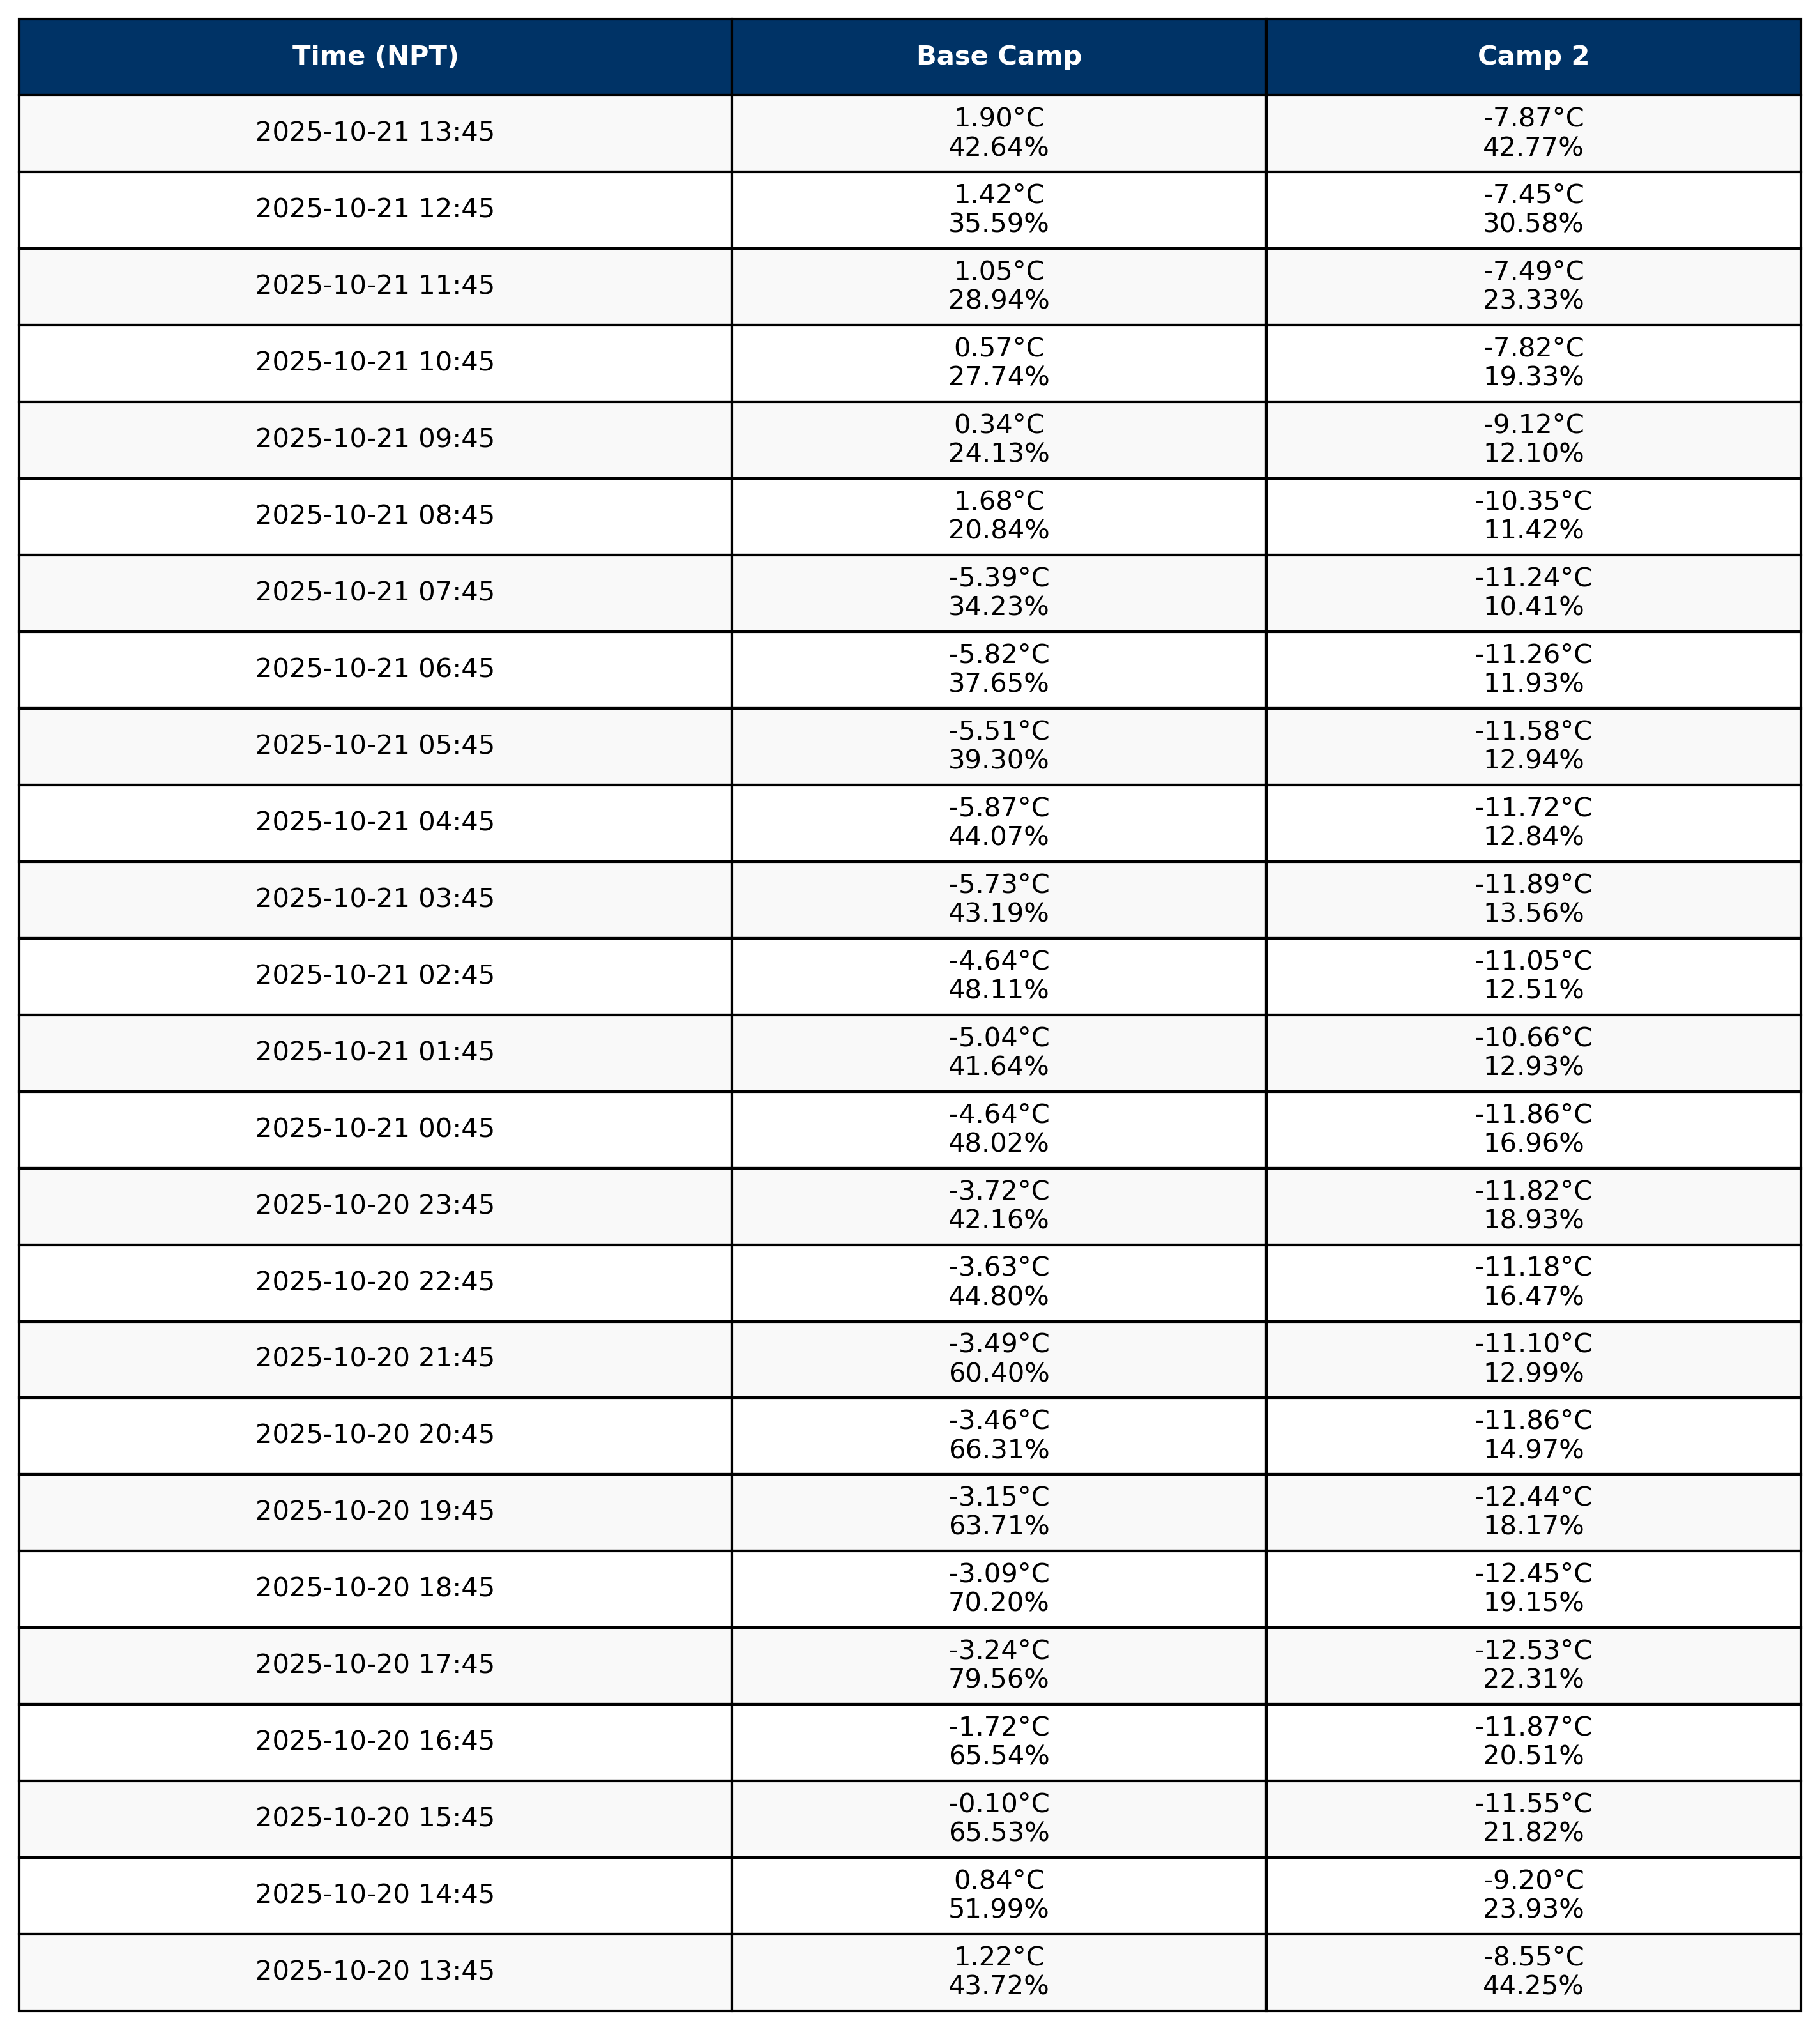 Time (NPT) Base Camp Camp 2
2025-10-21 13:45 1.90°C -7.87°C
42.64% 42.77%
2025-10-21 12:45 1.42°C -7.45°C
35.59% 30.58%
2025-10-21 11:45 1.05°C -7.49°C
28.94% 23.33%
2025-10-21 10:45 0.57°C -7.82°C
27.74% 19.33%
2025-10-21 09:45 0.34°C -9.12°C
24.13% 12.10%
2025-10-21 08:45 1.68°C -10.35°C
20.84% 11.42%
2025-10-21 07:45 -5.39°C -11.24°C
34.23% 10.41%
2025-10-21 06:45 -5.82°C -11.26°C
37.65% 11.93%
2025-10-21 05:45 -5.51°C -11.58°C
39.30% 12.94%
2025-10-21 04:45 -5.87°C -11.72°C
44.07% 12.84%
2025-10-21 03:45 -5.73°C -11.89°C
43.19% 13.56%
2025-10-21 02:45 -4.64°C -11.05°C
48.11% 12.51%
2025-10-21 01:45 -5.04°C -10.66°C
41.64% 12.93%
2025-10-21 00:45 -4.64°C -11.86°C
48.02% 16.96%
2025-10-20 23:45 -3.72°C -11.82°C
42.16% 18.93%
2025-10-20 22:45 -3.63°C -11.18°C
44.80% 16.47%
2025-10-20 21:45 -3.49°C -11.10°C
60.40% 12.99%
2025-10-20 20:45 -3.46°C -11.86°C
66.31% 14.97%
2025-10-20 19:45 -3.15°C -12.44°C
63.71% 18.17%
2025-10-20 18:45 -3.09°C -12.45°C
70.20% 19.15%
2025-10-20 17:45 -3.24°C -12.53°C
79.56% 22.31%
2025-10-20 16:45 -1.72°C -11.87°C
65.54% 20.51%
2025-10-20 15:45 -0.10°C -11.55°C
65.53% 21.82%
2025-10-20 14:45 0.84°C -9.20°C
51.99% 23.93%
2025-10-20 13:45 1.22°C -8.55°C
43.72% 44.25%